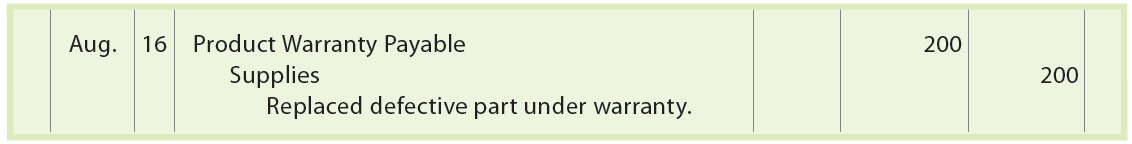 Aug. 16 Product Warranty Payable 200
Supplies 200
Replaced defective part under warranty.